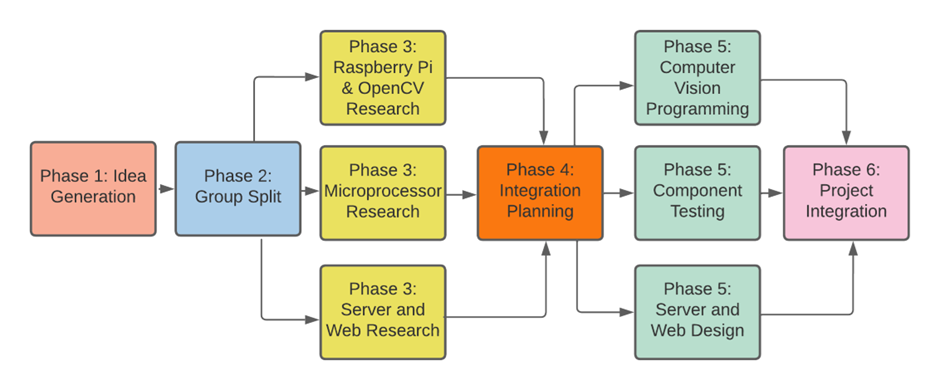 Phase 1: Idea
Generation
Phase 2:
Group Split
Phase 3:
Raspberry Pi
& OpenCV
Research
Phase 3:
Microprocessor
Research
Phase 3:
Server and
Web Research
Phase 4:
Integration
Planning
Phase 5:
Computer
Vision
Programming
Phase 5:
Component
Testing
Phase 5:
Server and
Web Design
Phase 6:
Project
Integration